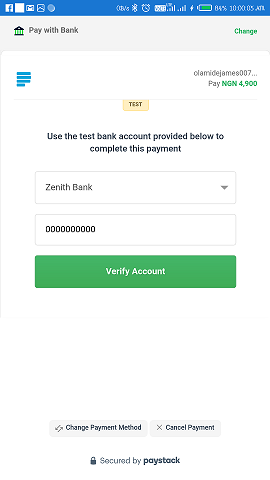 0B/s 84% 10:00:05 AM
Pay with Bank Change
olamidejames007...
Pay NGN 4,900
TEST
Use the test bank account provided below to
complete this payment
Zenith Bank
0000000000
Verify Account
Change Payment Method Cancel Payment
Secured by paystack